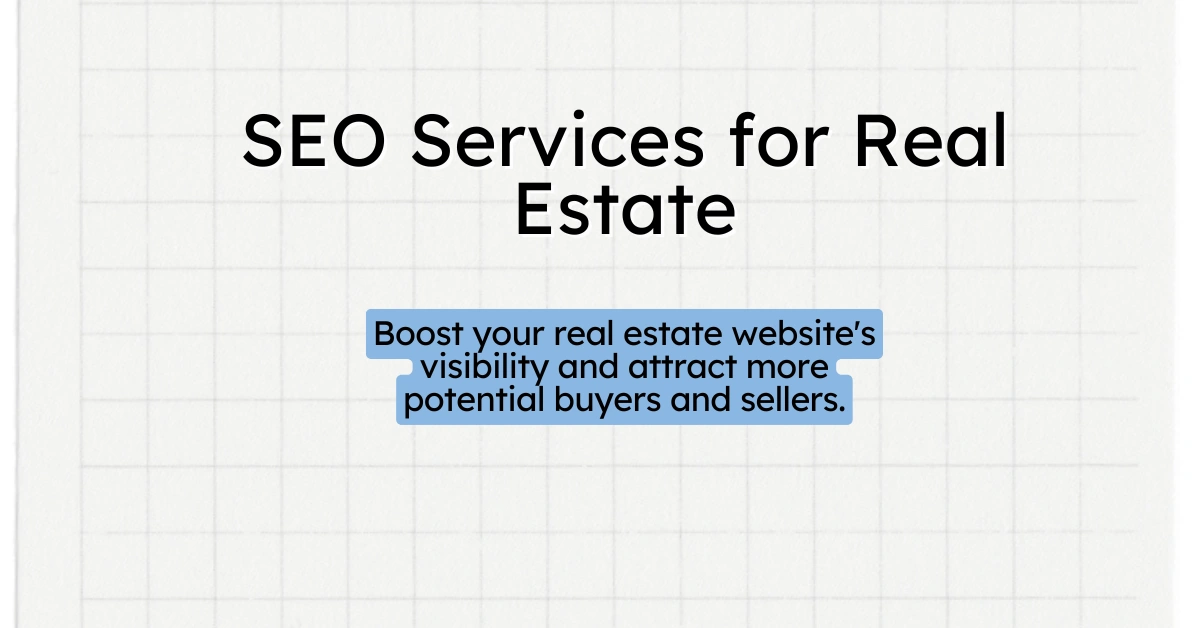 SEO Services for Real
Estate
Boost your real estate website's
visibility and attract more
potential buyers and sellers.